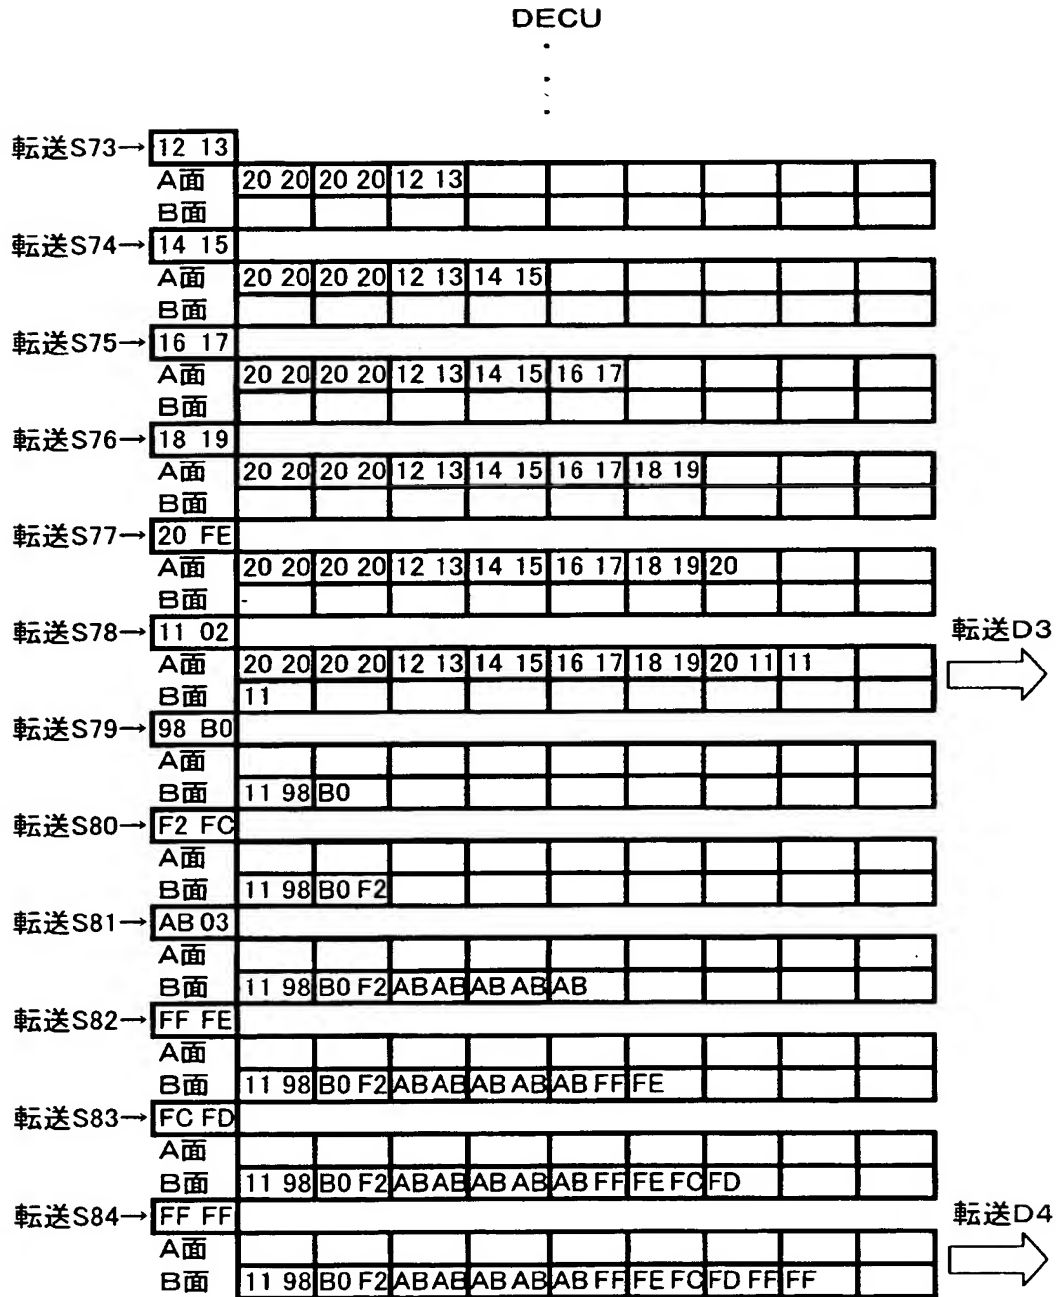 DECU
転送S73→ 12 13
A面 20 20 20 20 12 13
B面
転送S74→ 14 15
A面 20 20 20 20 12 13 14 15
B面
転送S75→ 16 17
A面 20 20 20 20 12 13 14 15 16 17
B面
転送S76→ 18 19
A面 20 20 20 20 12 13 14 15 16 17 18 19
B面
転送S77→ 20 FE
A面 20 20 20 20 12 13 14 15 16 17 18 19 20
B面
転送S78→ 11 02 転送D3
A面 20 20 20 20 12 13 14 15 16 17 18 19 20 11 11
B面 11
転送S79→ 98 B0
A面
B面 11 98 B0
転送S80→ F2 FC
A面
B面 11 98 B0 F2
転送S81→ AB 03
A面
B面 11 98 B0 F2 AB AB AB AB AB
転送S82→ FF FE
A面
B面 11 98 B0 F2 AB AB AB AB AB FF FE
転送S83→ FC FD
A面
B面 11 98 B0 F2 AB AB AB AB AB FF FE FC FD
転送S84→ FF FF 転送D4
A面
B面 11 98 B0 F2 AB AB AB AB AB FF FE FC FD FF FF